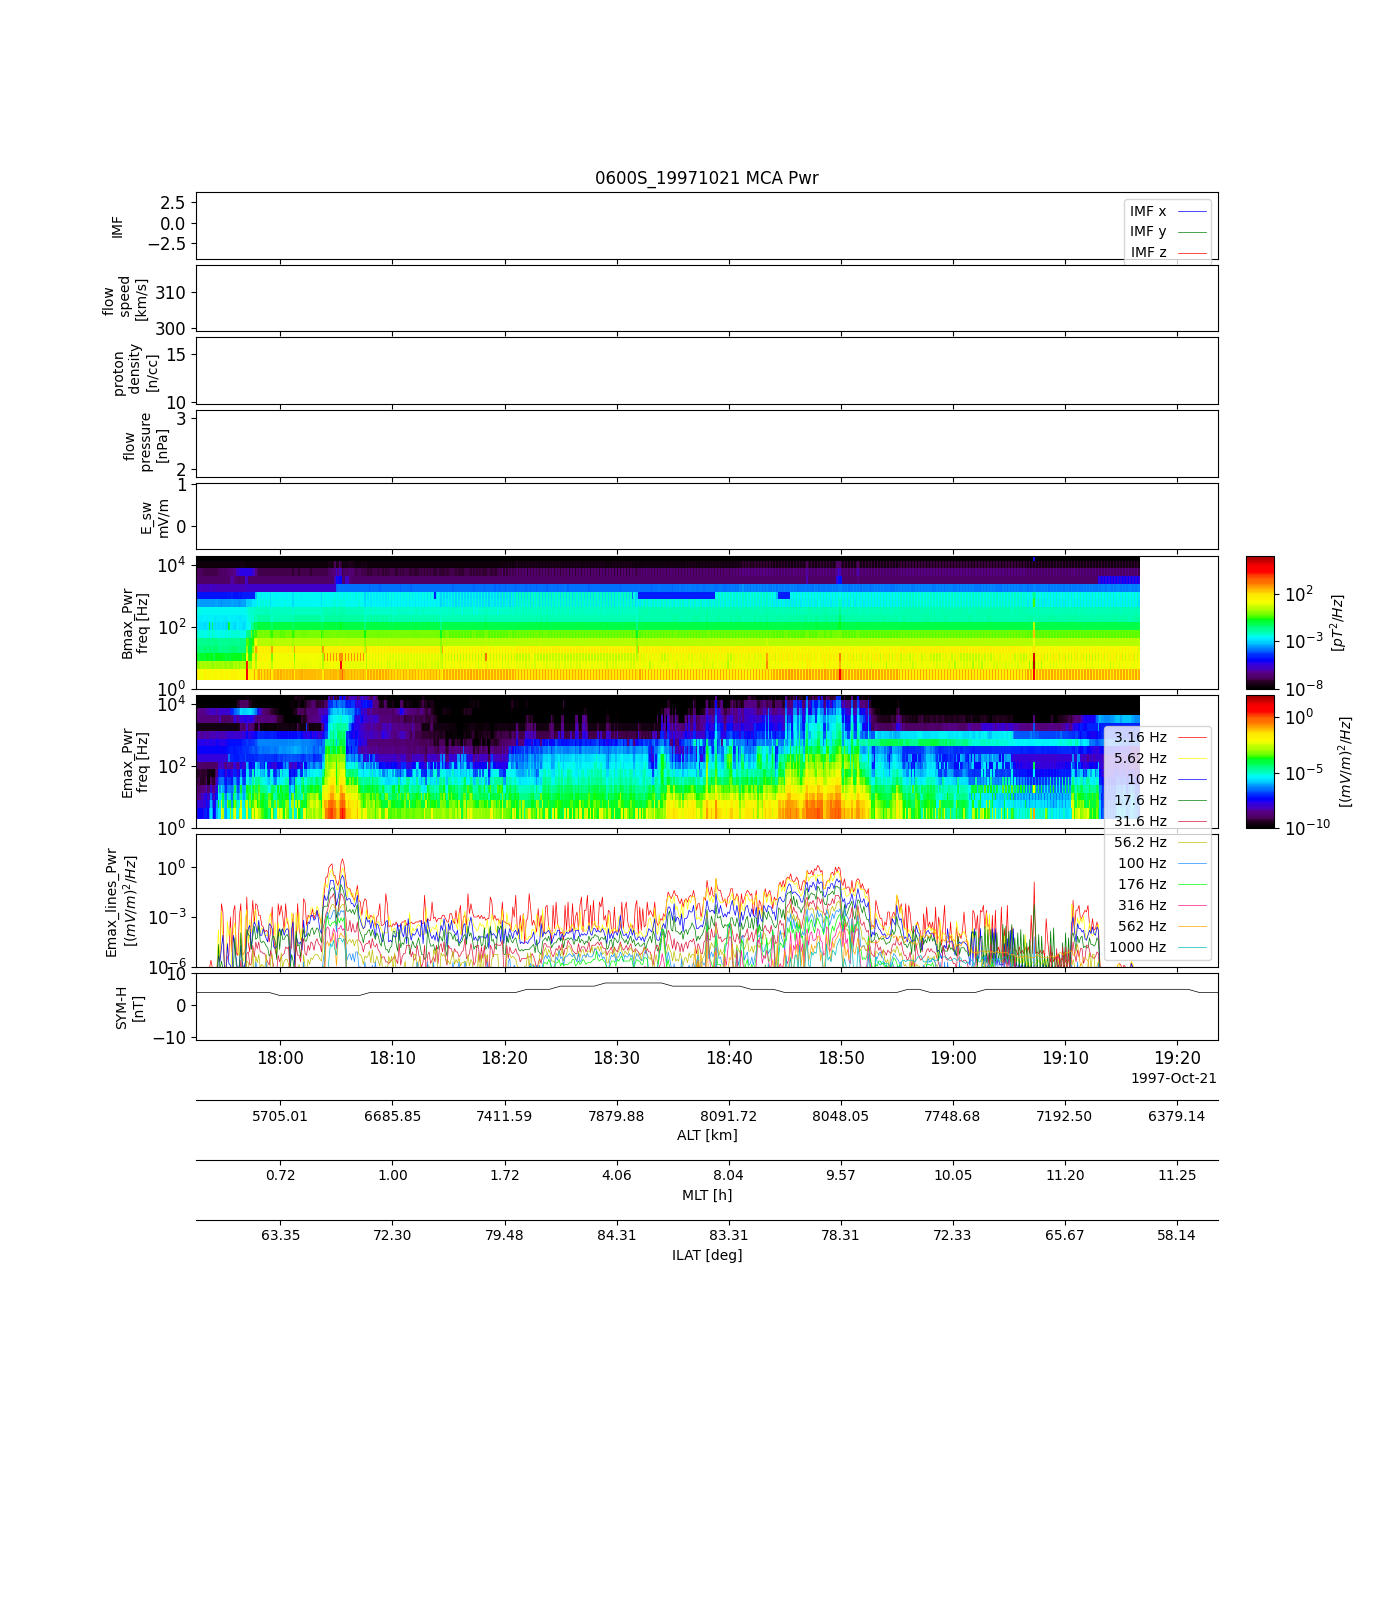 0600S_19971021 MCA Pwr
IMF
2.5
0.0
−2.5
IMF x
IMF y
IMF z
flow
speed
[km/s]
310
300
proton
density
[n/cc]
15
10
flow
pressure
[nPa]
3
2
E_sw
mV/m
1
0
Bmax_Pwr
freq [Hz]
10^4
10^2
10^0
10^2
10^−3
10^−8
[pT^2/Hz]
Emax_Pwr
freq [Hz]
10^4
10^2
10^0
10^0
10^−5
10^−10
[(mV/m)^2/Hz]
3.16 Hz
5.62 Hz
10 Hz
17.6 Hz
31.6 Hz
56.2 Hz
100 Hz
176 Hz
316 Hz
562 Hz
1000 Hz
Emax_lines_Pwr
[(mV/m)^2/Hz]
10^0
10^−3
10^−6
SYM-H
[nT]
10
0
−10
18:00 18:10 18:20 18:30 18:40 18:50 19:00 19:10 19:20
1997-Oct-21
5705.01 6685.85 7411.59 7879.88 8091.72 8048.05 7748.68 7192.50 6379.14
ALT [km]
0.72 1.00 1.72 4.06 8.04 9.57 10.05 11.20 11.25
MLT [h]
63.35 72.30 79.48 84.31 83.31 78.31 72.33 65.67 58.14
ILAT [deg]